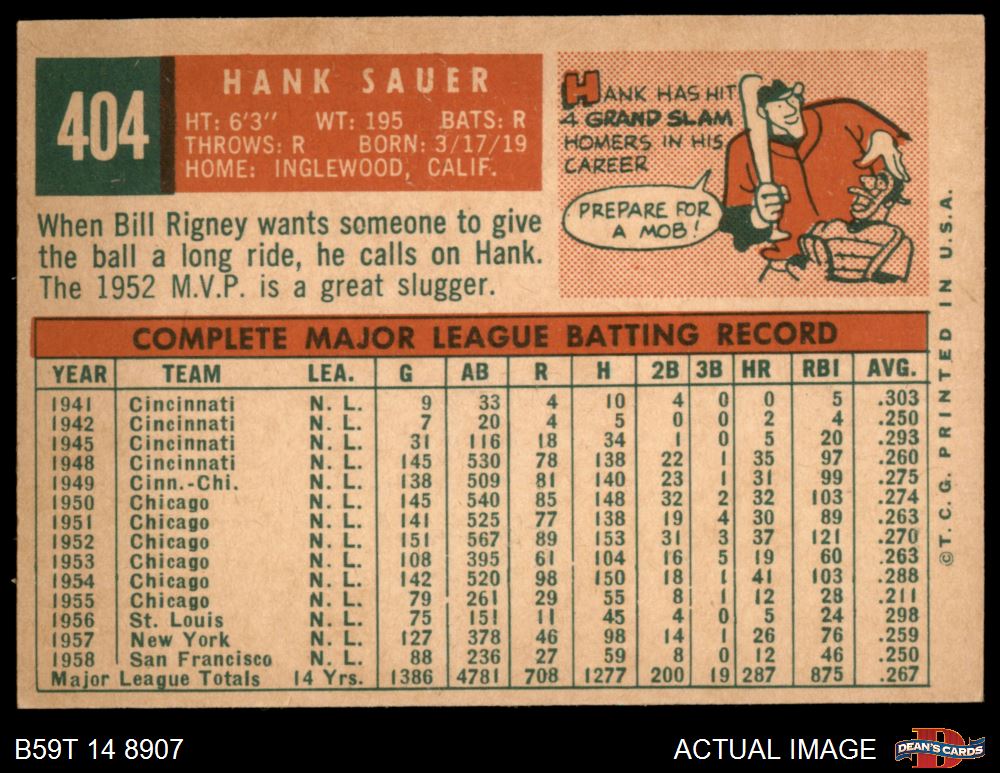 404
HANK SAUER
HT: 6'3" WT: 195 BATS: R
THROWS: R BORN: 3/17/19
HOME: INGLEWOOD, CALIF.
When Bill Rigney wants someone to give
the ball a long ride, he calls on Hank.
The 1952 M.V.P. is a great slugger.
HANK HAS HIT
4 GRAND SLAM
HOMERS IN HIS
CAREER
PREPARE FOR
A MOB!
COMPLETE MAJOR LEAGUE BATTING RECORD
YEAR TEAM LEA. G AB R H 2B 3B HR RBI AVG.
1941 Cincinnati N. L. 9 33 4 10 4 0 0 5 .303
1942 Cincinnati N. L. 7 20 4 5 0 0 2 4 .250
1945 Cincinnati N. L. 31 116 18 34 1 0 5 20 .293
1948 Cincinnati N. L. 145 530 78 138 22 1 35 97 .260
1949 Cinn.-Chi. N. L. 138 509 81 140 23 1 31 99 .275
1950 Chicago N. L. 145 540 85 148 32 2 32 103 .274
1951 Chicago N. L. 141 525 77 138 19 4 30 89 .263
1952 Chicago N. L. 151 567 89 153 31 3 37 121 .270
1953 Chicago N. L. 108 395 61 104 16 5 19 60 .263
1954 Chicago N. L. 142 520 98 150 18 1 41 103 .288
1955 Chicago N. L. 79 261 29 55 8 1 12 28 .211
1956 St. Louis N. L. 75 151 11 45 4 0 5 24 .298
1957 New York N. L. 127 378 46 98 14 1 26 76 .259
1958 San Francisco N. L. 88 236 27 59 8 0 12 46 .250
Major League Totals 14 Yrs. 1386 4781 708 1277 200 19 287 875 .267
©T. C. G. PRINTED IN U.S.A.
B59T 14 8907
ACTUAL IMAGE
D
DEAN'S CARDS